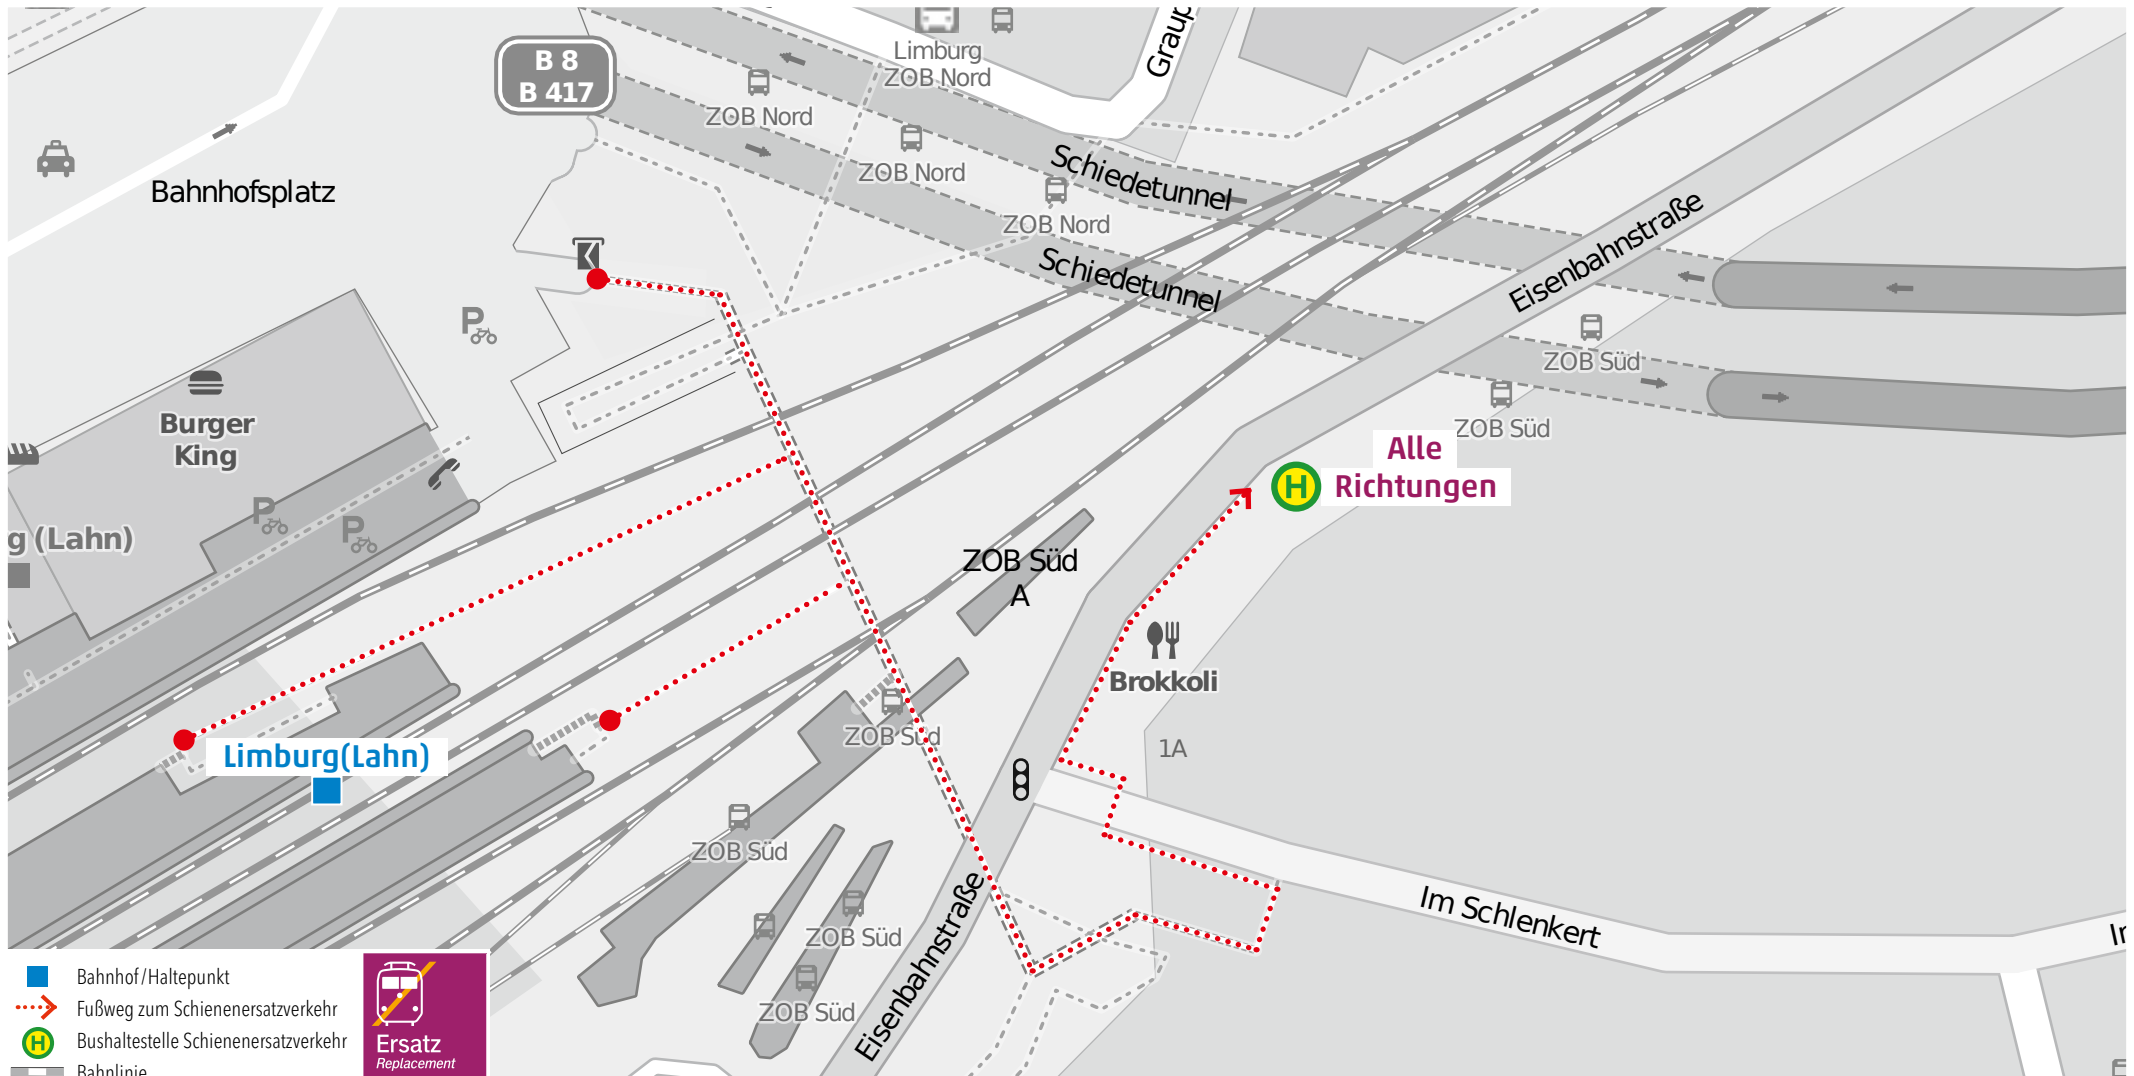 B 8
B 417
Limburg
ZOB Nord
ZOB Nord
ZOB Nord
ZOB Nord
Schiedetunnel
Schiedetunnel
Bahnhofsplatz
Eisenbahnstraße
ZOB Süd
ZOB Süd
P
Burger
King
P
P
g (Lahn)
Alle
Richtungen
H
ZOB Süd
A
Brokkoli
1A
ZOB Süd
Limburg(Lahn)
ZOB Süd
ZOB Süd
ZOB Süd
Eisenbahnstraße
Im Schlenkert
Bahnhof/Haltepunkt
Fußweg zum Schienenersatzverkehr
H
Bushaltestelle Schienenersatzverkehr
Bahnlinie
Ersatz
Replacement